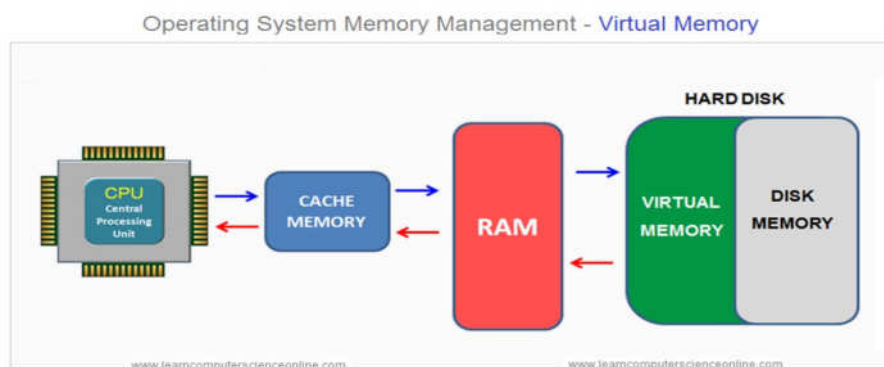 Operating System Memory Management - Virtual Memory
HARD DISK
CPU
Central
Processing
Unit
CACHE
MEMORY
RAM
VIRTUAL
MEMORY
DISK
MEMORY
www.learncomputerscienceonline.com
www.learncomputerscienceonline.com